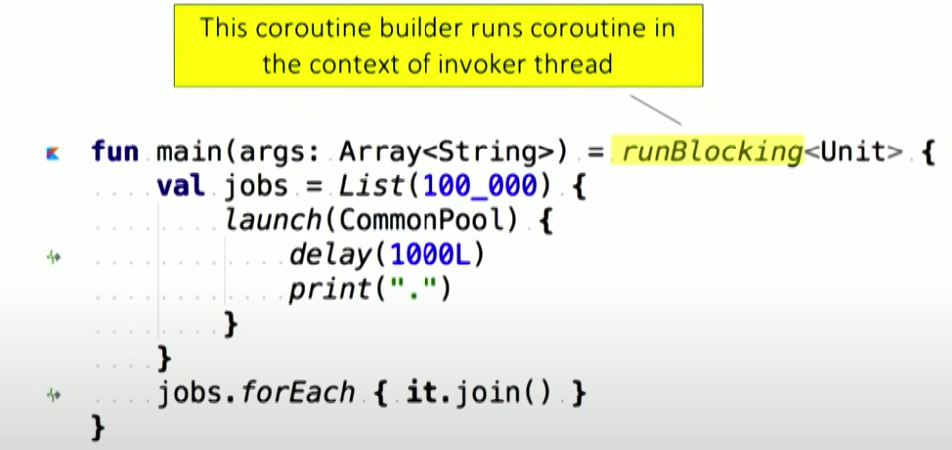 This coroutine builder runs coroutine in
the context of invoker thread
fun main(args: Array<String>) = runBlocking<Unit> {
val jobs = List(100_000) {
launch(CommonPool) {
delay(1000L)
print(".")
}
}
jobs.forEach { it.join() }
}